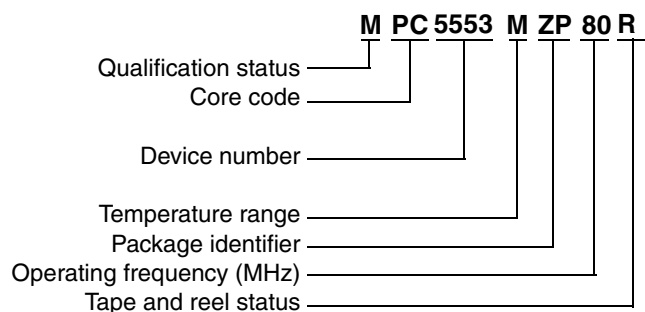 M PC 5553 M ZP 80 R
Qualification status
Core code
Device number
Temperature range
Package identifier
Operating frequency (MHz)
Tape and reel status